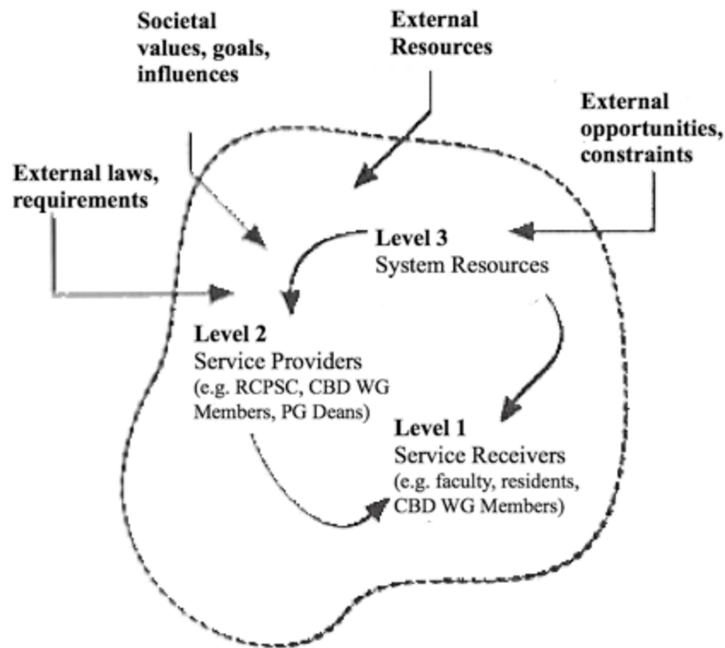 Societal
values, goals,
influences
External
Resources
External
opportunities,
constraints
External laws,
requirements
Level 3
System Resources
Level 2
Service Providers
(e.g. RCPSC, CBD WG
Members, PG Deans)
Level 1
Service Receivers
(e.g. faculty, residents,
CBD WG Members)